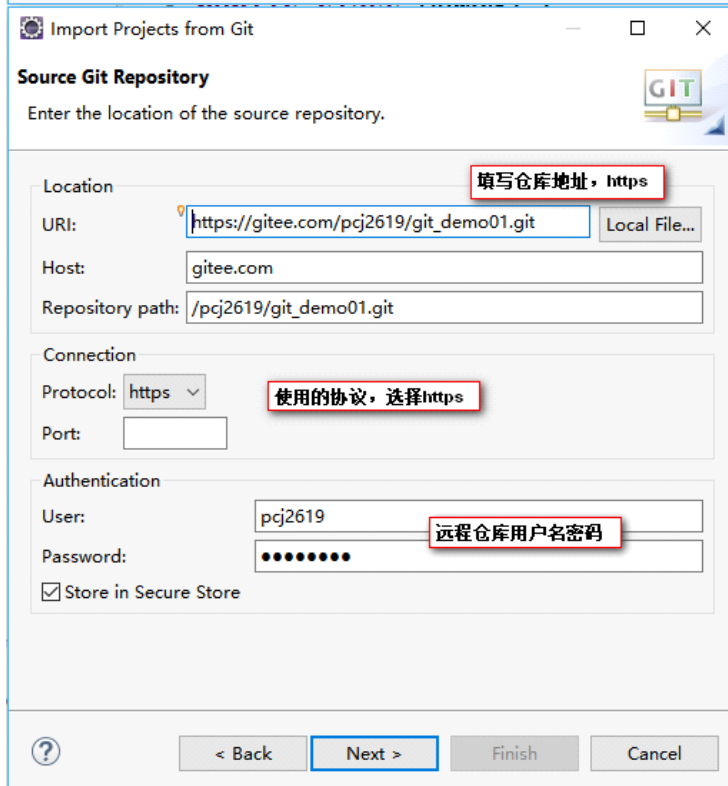 Import Projects from Git
Source Git Repository
Enter the location of the source repository.
GIT
Location
填写仓库地址，https
URI: https://gitee.com/pcj2619/git_demo01.git Local File...
Host: gitee.com
Repository path: /pcj2619/git_demo01.git
Connection
Protocol: https
使用的协议，选择https
Port:
Authentication
User: pcj2619
远程仓库用户名密码
Password: ●●●●●●●●
Store in Secure Store
? < Back Next > Finish Cancel